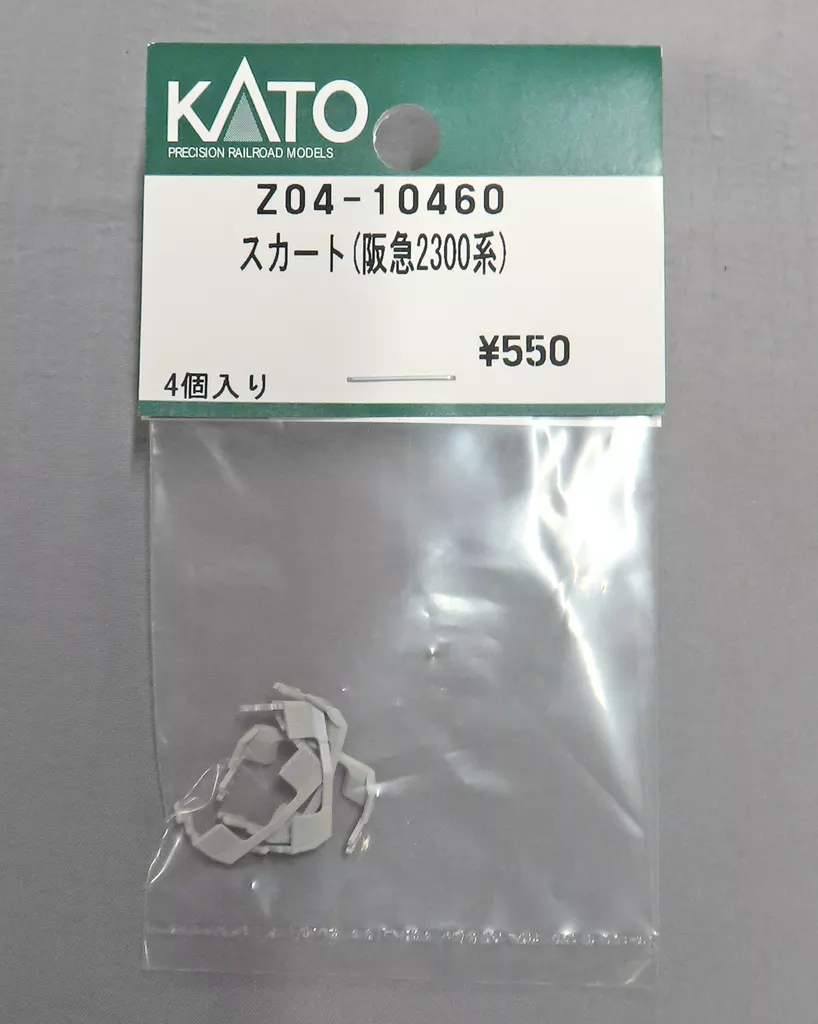 KATO
PRECISION RAILROAD MODELS
Z04-10460
スカート(阪急2300系)
¥550
4個入り